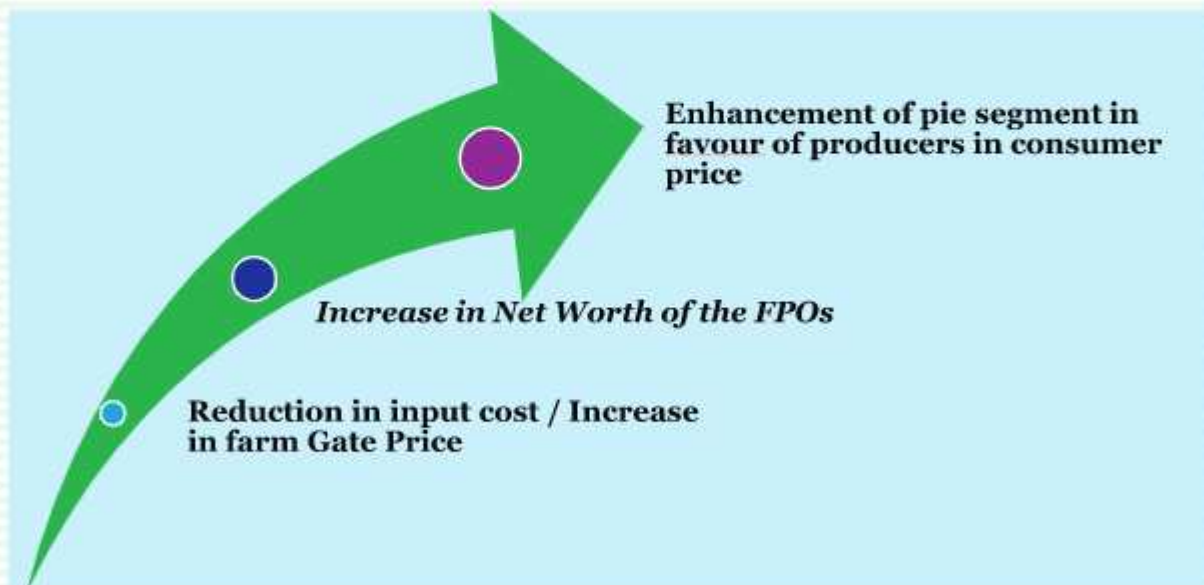 Enhancement of pie segment in
favour of producers in consumer
price
Increase in Net Worth of the FPOs
Reduction in input cost / Increase
in farm Gate Price